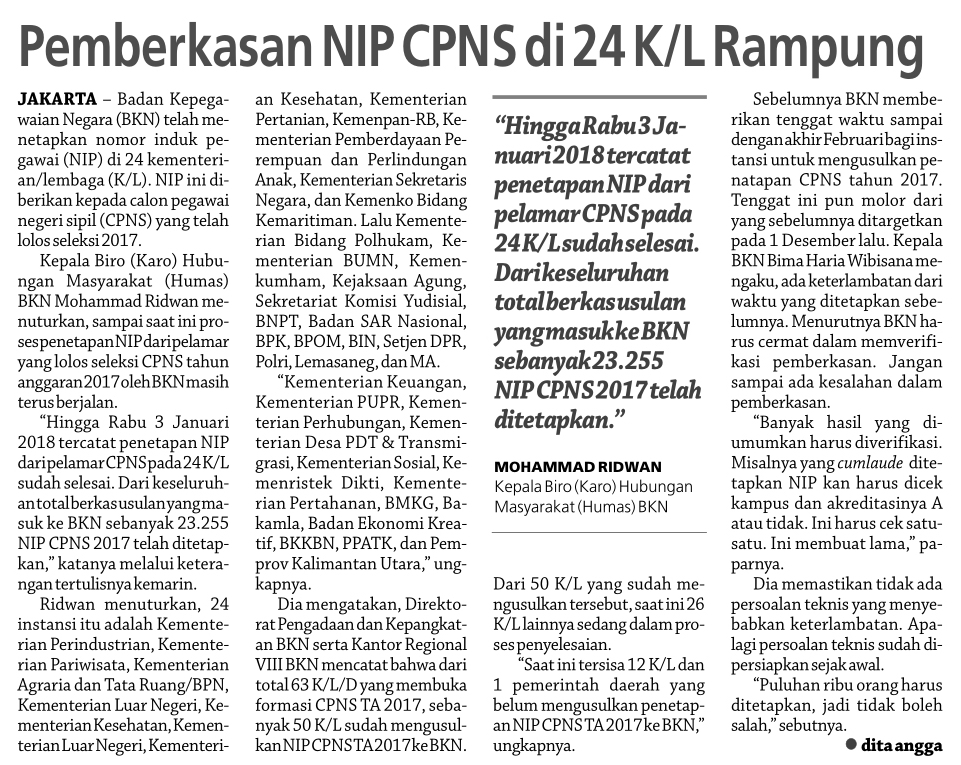 Pemberkasan NIP CPNS di 24 K/L Rampung
JAKARTA – Badan Kepega-
waian Negara (BKN) telah me-
netapkan nomor induk pe-
gawai (NIP) di 24 kementeri-
an/lembaga (K/L). NIP ini di-
berikan kepada calon pegawai
negeri sipil (CPNS) yang telah
lolos seleksi 2017.
Kepala Biro (Karo) Hubu-
ngan Masyarakat (Humas)
BKN Mohammad Ridwan me-
nuturkan, sampai saat ini pro-
ses penetapan NIP dari pelamar
yang lolos seleksi CPNS tahun
anggaran 2017 oleh BKN masih
terus berjalan.
“Hingga Rabu 3 Januari
2018 tercatat penetapan NIP
dari pelamar CPNS pada 24 K/L
sudah selesai. Dari keseluruh-
an total berkas usulan yang ma-
suk ke BKN sebanyak 23.255
NIP CPNS 2017 telah ditetap-
kan,” katanya melalui ketera-
ngan tertulisnya kemarin.
Ridwan menuturkan, 24
instansi itu adalah Kemente-
rian Perindustrian, Kemente-
rian Pariwisata, Kementerian
Agraria dan Tata Ruang/BPN,
Kementerian Luar Negeri, Ke-
menterian Kesehatan, Kemen-
terian Luar Negeri, Kementeri-
an Kesehatan, Kementerian
Pertanian, Kemenpan-RB, Ke-
menterian Pemberdayaan Pe-
rempuan dan Perlindungan
Anak, Kementerian Sekretaris
Negara, dan Kemenko Bidang
Kemaritiman. Lalu Kemente-
rian Bidang Polhukam, Ke-
menterian BUMN, Kemen-
kumham, Kejaksaan Agung,
Sekretariat Komisi Yudisial,
BNPT, Badan SAR Nasional,
BPK, BPOM, BIN, Setjen DPR,
Polri, Lemasaneg, dan MA.
“Kementerian Keuangan,
Kementerian PUPR, Kemen-
terian Perhubungan, Kemen-
terian Desa PDT & Transmi-
grasi, Kementerian Sosial, Ke-
menristek Dikti, Kemente-
rian Pertahanan, BMKG, Ba-
kamla, Badan Ekonomi Krea-
tif, BKKBN, PPATK, dan Pem-
prov Kalimantan Utara,” ung-
kapnya.
Dia mengatakan, Direkto-
rat Pengadaan dan Kepangkat-
an BKN serta Kantor Regional
VIII BKN mencatat bahwa dari
total 63 K/L/D yang membuka
formasi CPNS TA 2017, seba-
nyak 50 K/L sudah mengusul-
kan NIP CPNS TA 2017 ke BKN.
“Hingga Rabu 3 Ja-
nuari 2018 tercatat
penetapan NIP dari
pelamar CPNS pada
24 K/L sudah selesai.
Dari keseluruhan
total berkas usulan
yang masuk ke BKN
sebanyak 23.255
NIP CPNS 2017 telah
ditetapkan.”
MOHAMMAD RIDWAN
Kepala Biro (Karo) Hubungan
Masyarakat (Humas) BKN
Dari 50 K/L yang sudah me-
ngusulkan tersebut, saat ini 26
K/L lainnya sedang dalam pro-
ses penyelesaian.
“Saat ini tersisa 12 K/L dan
1 pemerintah daerah yang
belum mengusulkan penetap-
an NIP CPNS TA 2017 ke BKN,”
ungkapnya.
Sebelumnya BKN membe-
rikan tenggat waktu sampai
dengan akhir Februari bagi ins-
tansi untuk mengusulkan pe-
natapan CPNS tahun 2017.
Tenggat ini pun molor dari
yang sebelumnya ditargetkan
pada 1 Desember lalu. Kepala
BKN Bima Haria Wibisana me-
ngaku, ada keterlambatan dari
waktu yang ditetapkan sebe-
lumnya. Menurutnya BKN ha-
rus cermat dalam memverifi-
kasi pemberkasan. Jangan
sampai ada kesalahan dalam
pemberkasan.
“Banyak hasil yang di-
umumkan harus diverifikasi.
Misalnya yang cumlaude dite-
tapkan NIP kan harus dicek
kampus dan akreditasinya A
atau tidak. Ini harus cek satu-
satu. Ini membuat lama,” pa-
parnya.
Dia memastikan tidak ada
persoalan teknis yang menye-
babkan keterlambatan. Apa-
lagi persoalan teknis sudah di-
persiapkan sejak awal.
“Puluhan ribu orang harus
ditetapkan, jadi tidak boleh
salah,” sebutnya.
● dita angga